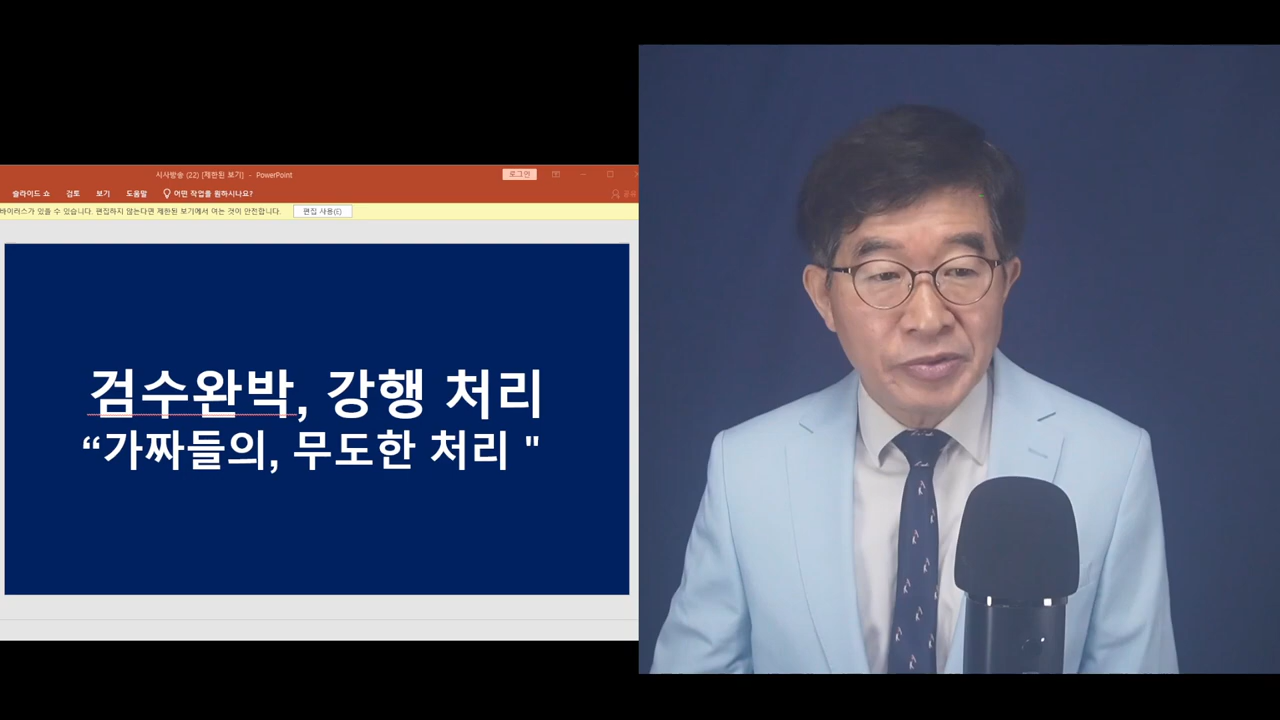 시사방송 (22) [제한된 보기] - PowerPoint
로그인
슬라이드 쇼 검토 보기 도움말 어떤 작업을 원하시나요? 공유
바이러스가 있을 수 있습니다. 편집하지 않는다면 제한된 보기에서 여는 것이 안전합니다. 편집 사용(E)
검수완박, 강행 처리
“가짜들의, 무도한 처리 "